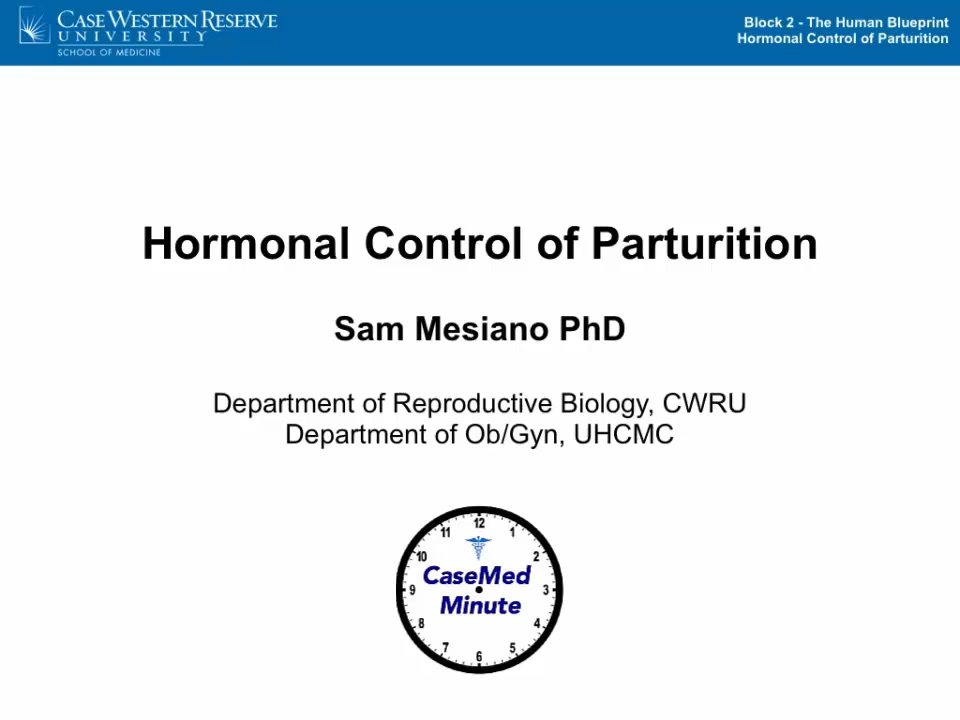 CASE WESTERN RESERVE
UNIVERSITY
SCHOOL OF MEDICINE
Block 2 - The Human Blueprint
Hormonal Control of Parturition
Hormonal Control of Parturition
Sam Mesiano PhD
Department of Reproductive Biology, CWRU
Department of Ob/Gyn, UHCMC
12
11 1
10 2
CaseMed
9 3
Minute
8 4
7 5
6